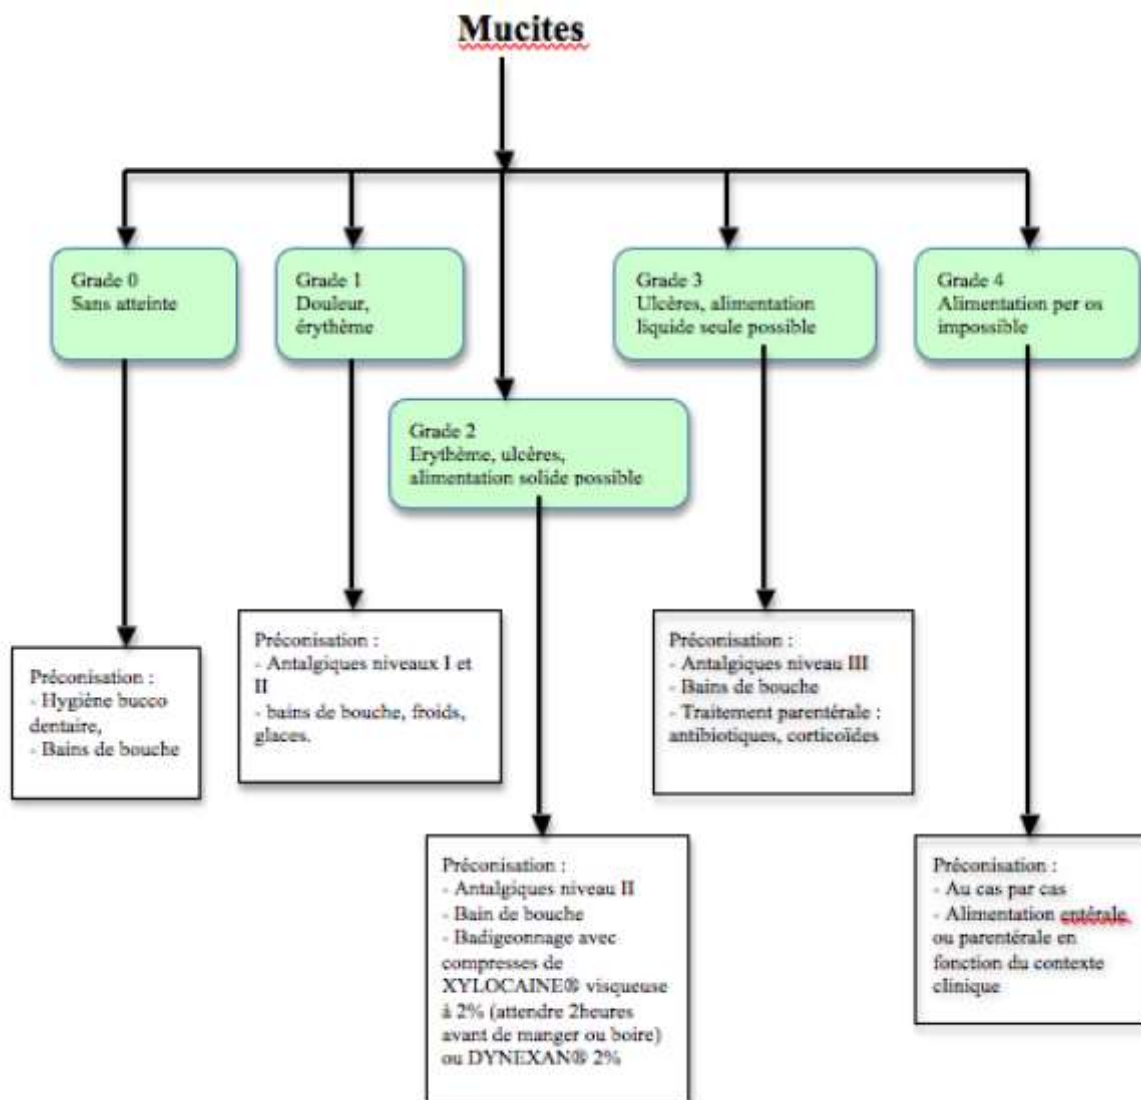 Mucites
Grade 0
Sans atteinte
Grade 1
Douleur,
érythème
Grade 2
Erythème, ulcères,
alimentation solide possible
Grade 3
Ulcères, alimentation
liquide seule possible
Grade 4
Alimentation per os
impossible
Préconisation :
- Hygiène bucco
dentaire,
- Bains de bouche
Préconisation :
- Antalgiques niveaux I et
II
- bains de bouche, froids,
glaces.
Préconisation :
- Antalgiques niveau II
- Bain de bouche
- Badigeonnage avec
compresses de
XYLOCAINE® visqueuse
à 2% (attendre 2heures
avant de manger ou boire)
ou DYNEXAN® 2%
Préconisation :
- Antalgiques niveau III
- Bains de bouche
- Traitement parentérale :
antibiotiques, corticoïdes
Préconisation :
- Au cas par cas
- Alimentation entérale
ou parentérale en
fonction du contexte
clinique